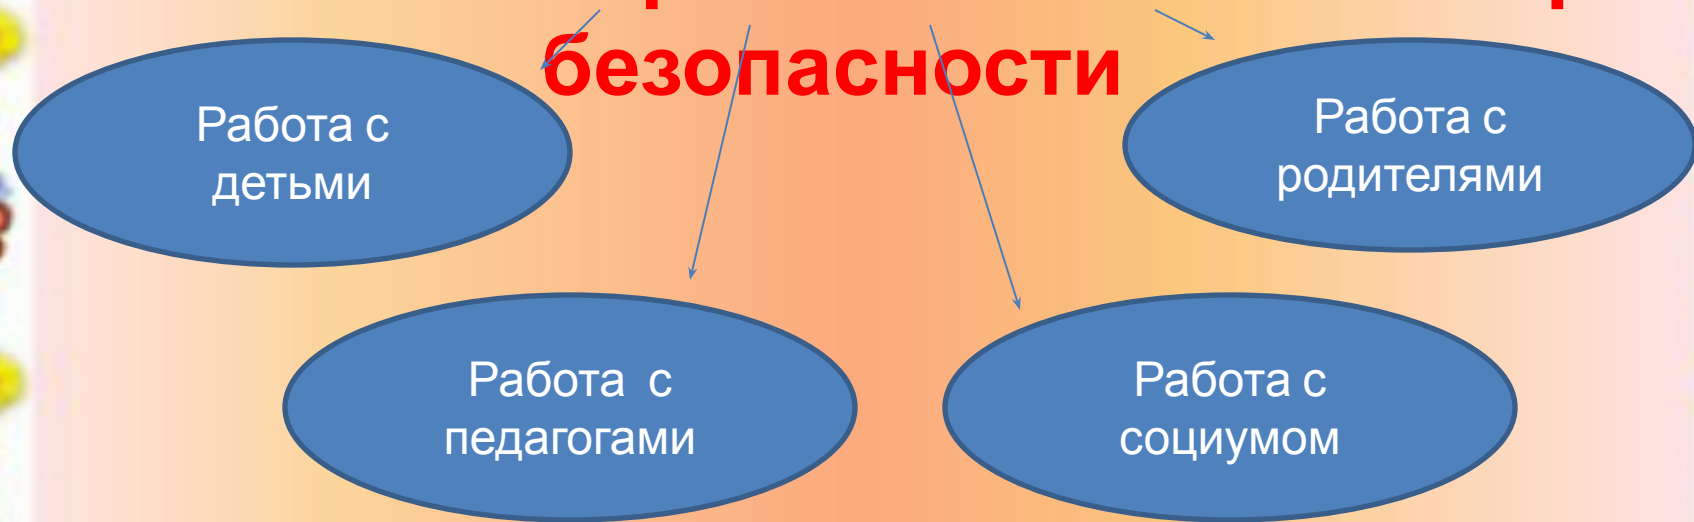 безопасности
Работа с
детьми
Работа с
родителями
Работа с
педагогами
Работа с
социумом